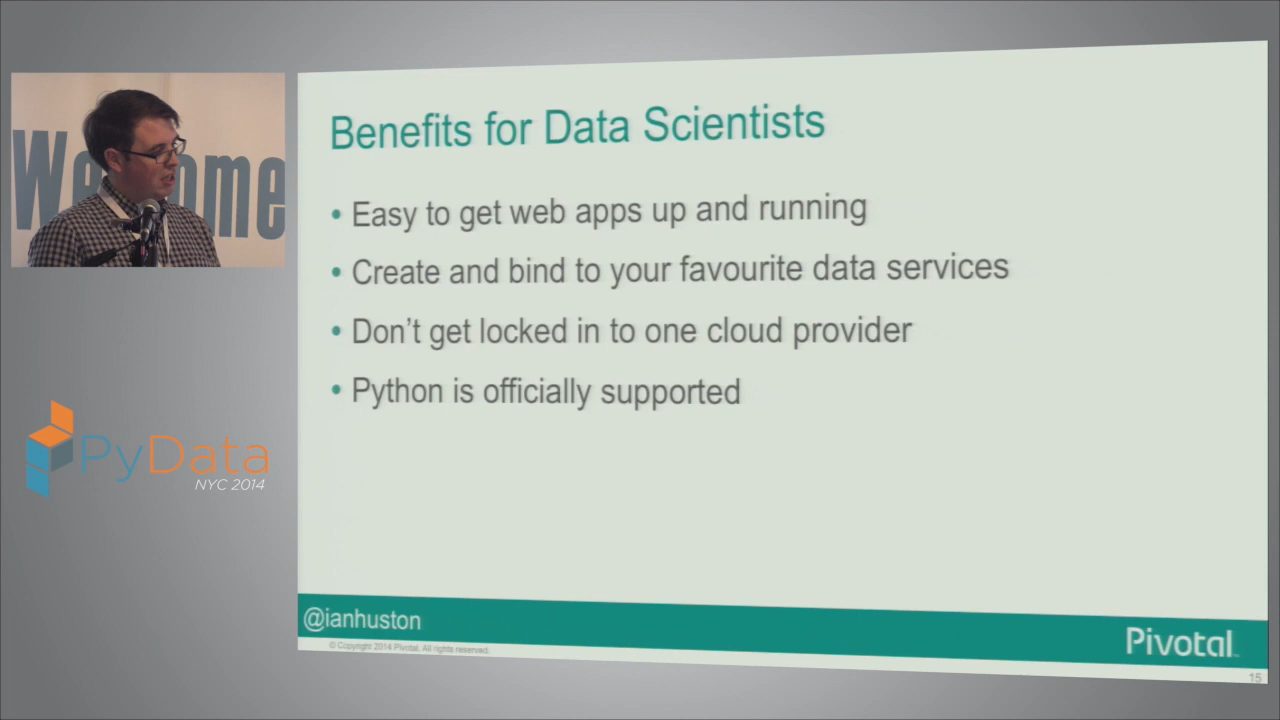 Welcome
PyData
NYC 2014
Benefits for Data Scientists
• Easy to get web apps up and running
• Create and bind to your favourite data services
• Don't get locked in to one cloud provider
• Python is officially supported
@ianhuston
Pivotal
© Copyright 2014 Pivotal. All rights reserved.
15